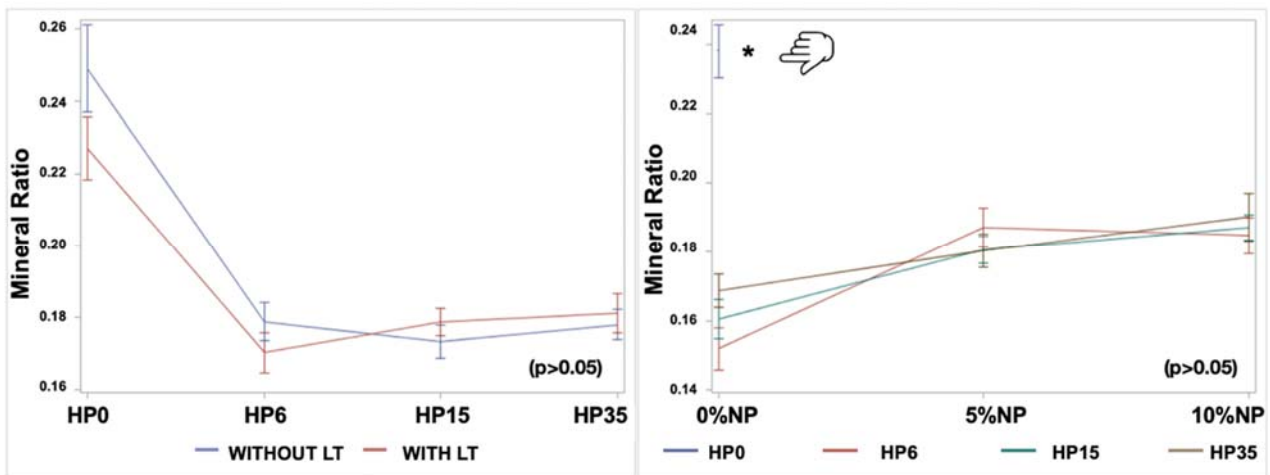 Mineral Ratio
0.26
0.24
0.22
0.20
0.18
0.16
(p>0.05)
HP0 HP6 HP15 HP35
WITHOUT LT WITH LT
Mineral Ratio
0.24
0.22
0.20
0.18
0.16
0.14
*
(p>0.05)
0%NP 5%NP 10%NP
HP0 HP6 HP15 HP35